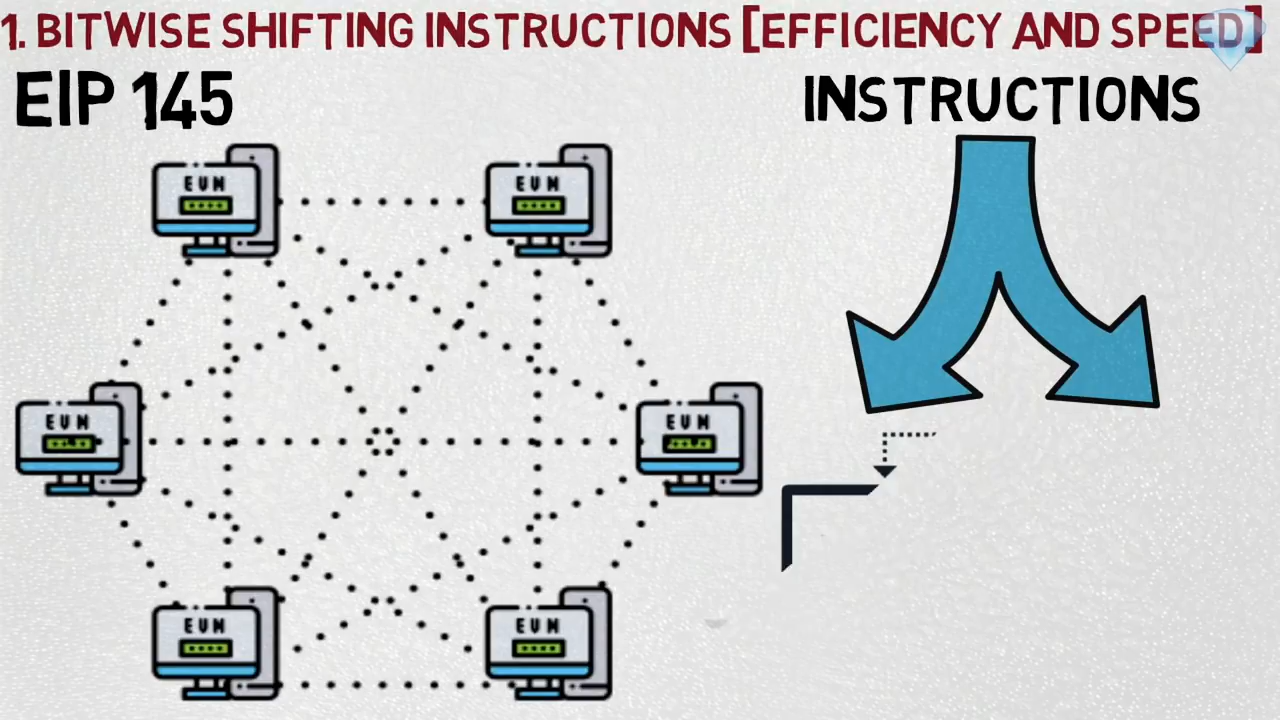 1. BITWISE SHIFTING INSTRUCTIONS [EFFICIENCY AND SPEED]
EIP 145
INSTRUCTIONS
EVM
EVM
EVM
EVM
EVM
EVM